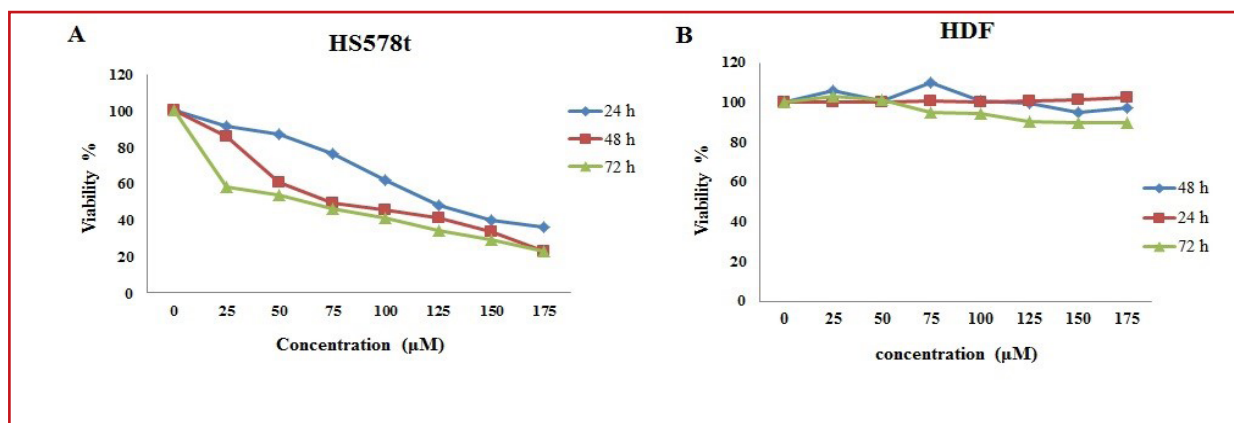 A
HS578t
Viability %
120
100
80
60
40
20
0
0 25 50 75 100 125 150 175
Concentration (µM)
24 h
48 h
72 h
B
HDF
Viability %
120
100
80
60
40
20
0
0 25 50 75 100 125 150 175
concentration (µM)
48 h
24 h
72 h